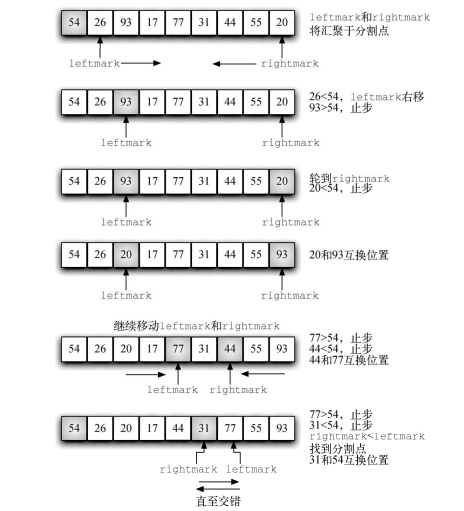 54 26 93 17 77 31 44 55 20
leftmark和rightmark
将汇聚于分割点
leftmark rightmark
54 26 93 17 77 31 44 55 20
26<54，leftmark右移
93>54，止步
leftmark rightmark
54 26 93 17 77 31 44 55 20
轮到rightmark
20<54，止步
leftmark rightmark
54 26 20 17 77 31 44 55 93
20和93互换位置
leftmark rightmark
继续移动leftmark和rightmark
54 26 20 17 77 31 44 55 93
77>54，止步
44<54，止步
44和77互换位置
leftmark rightmark
54 26 20 17 44 31 77 55 93
77>54，止步
31<54，止步
rightmark<leftmark
找到分割点
31和54互换位置
rightmark leftmark
直至交错